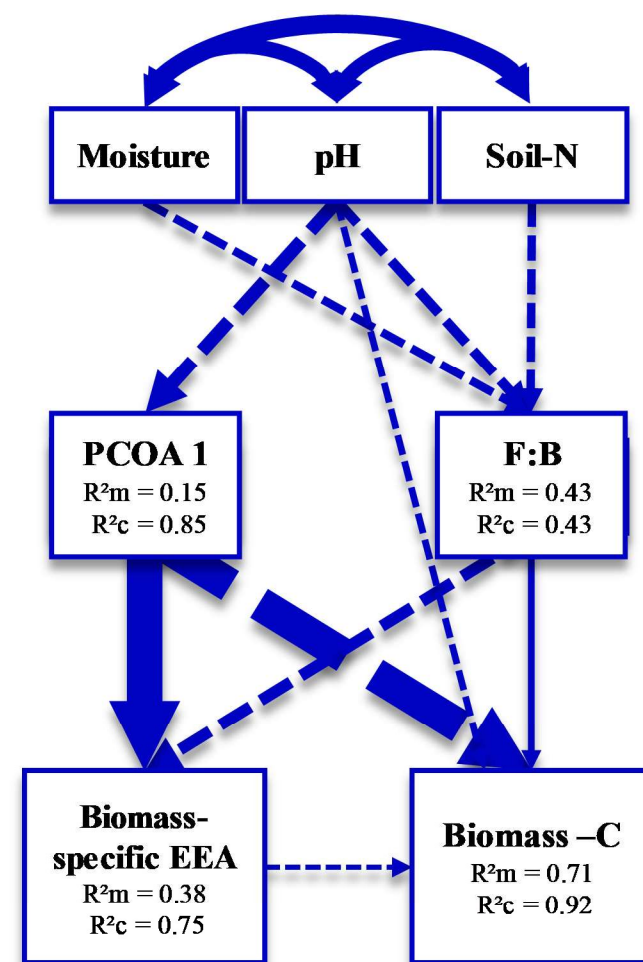 Moisture
pH
Soil-N
PCOA 1
R²m = 0.15
R²c = 0.85
F:B
R²m = 0.43
R²c = 0.43
Biomass-
specific EEA
R²m = 0.38
R²c = 0.75
Biomass –C
R²m = 0.71
R²c = 0.92